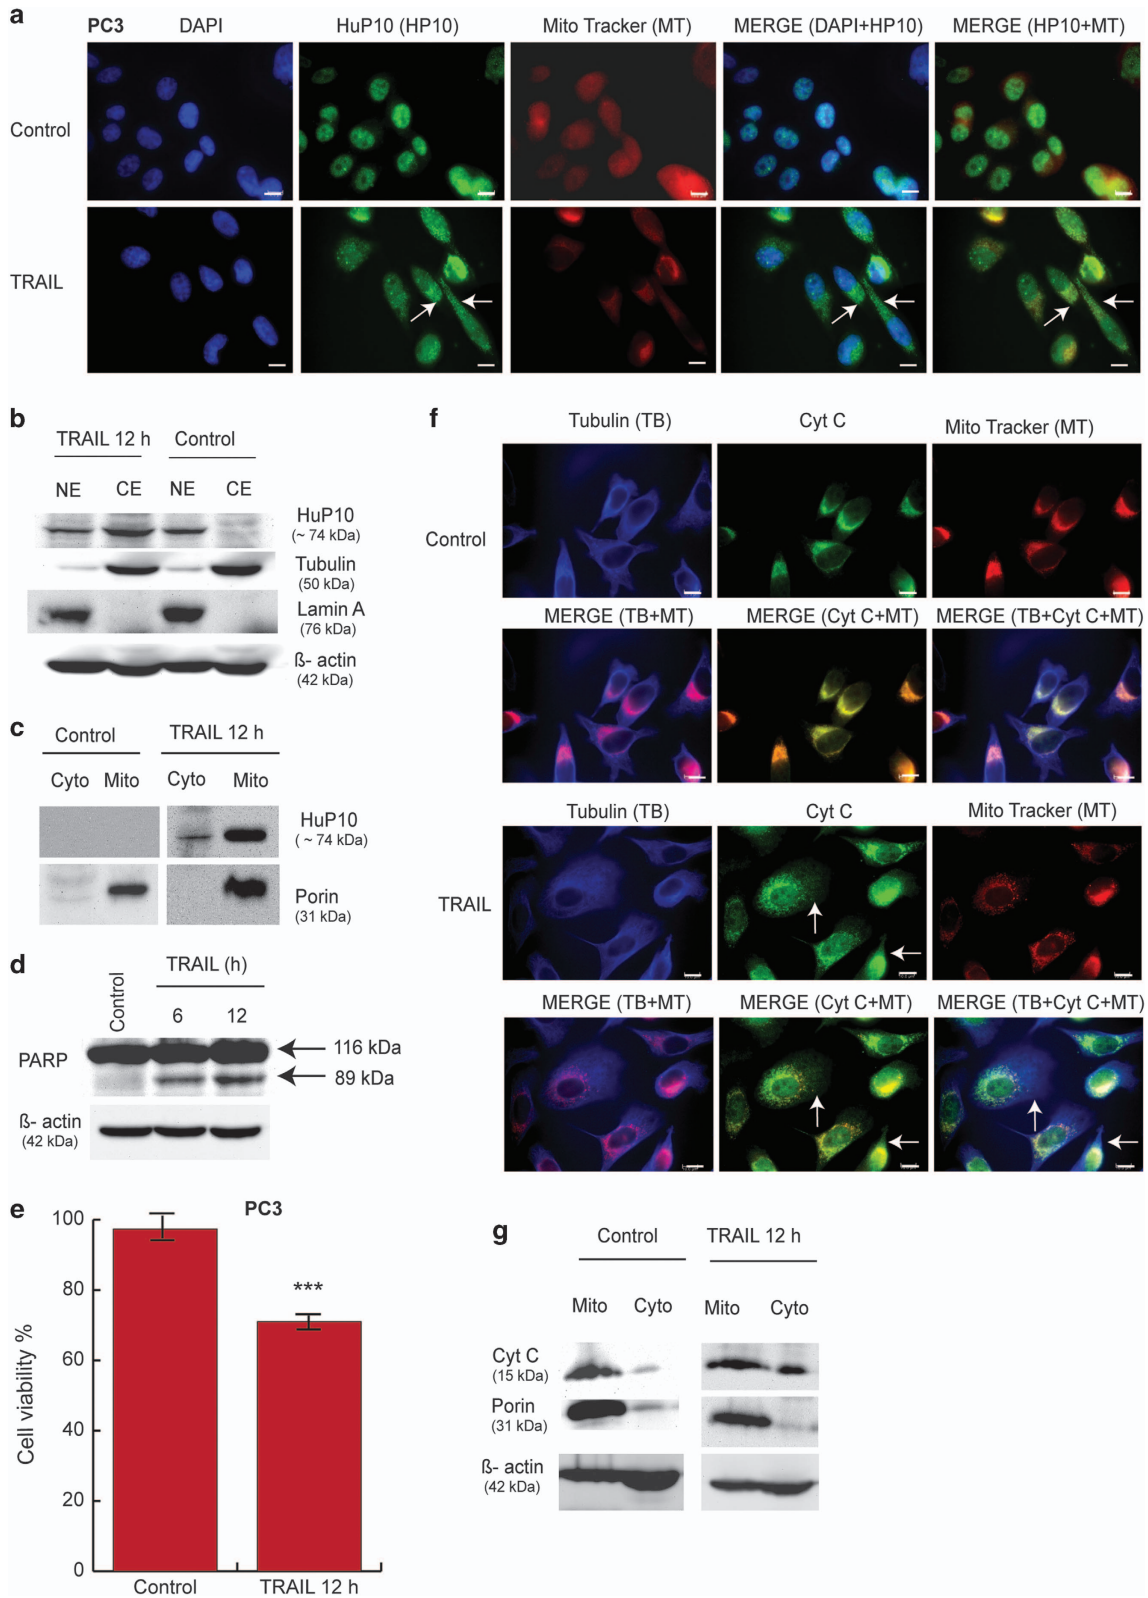 a
PC3 DAPI HuP10 (HP10) Mito Tracker (MT) MERGE (DAPI+HP10) MERGE (HP10+MT)
Control
TRAIL
b
TRAIL 12 h Control
NE CE NE CE
HuP10
(~ 74 kDa)
Tubulin
(50 kDa)
Lamin A
(76 kDa)
ß- actin
(42 kDa)
c
Control TRAIL 12 h
Cyto Mito Cyto Mito
HuP10
( ~ 74 kDa)
Porin
(31 kDa)
d
Control
TRAIL (h)
6 12
PARP
116 kDa
89 kDa
ß- actin
(42 kDa)
e
PC3
Cell viability %
100
80
60
40
20
0
***
Control TRAIL 12 h
f
Tubulin (TB) Cyt C Mito Tracker (MT)
Control
MERGE (TB+MT) MERGE (Cyt C+MT) MERGE (TB+Cyt C+MT)
Tubulin (TB) Cyt C Mito Tracker (MT)
TRAIL
MERGE (TB+MT) MERGE (Cyt C+MT) MERGE (TB+Cyt C+MT)
g
Control TRAIL 12 h
Mito Cyto Mito Cyto
Cyt C
(15 kDa)
Porin
(31 kDa)
ß- actin
(42 kDa)